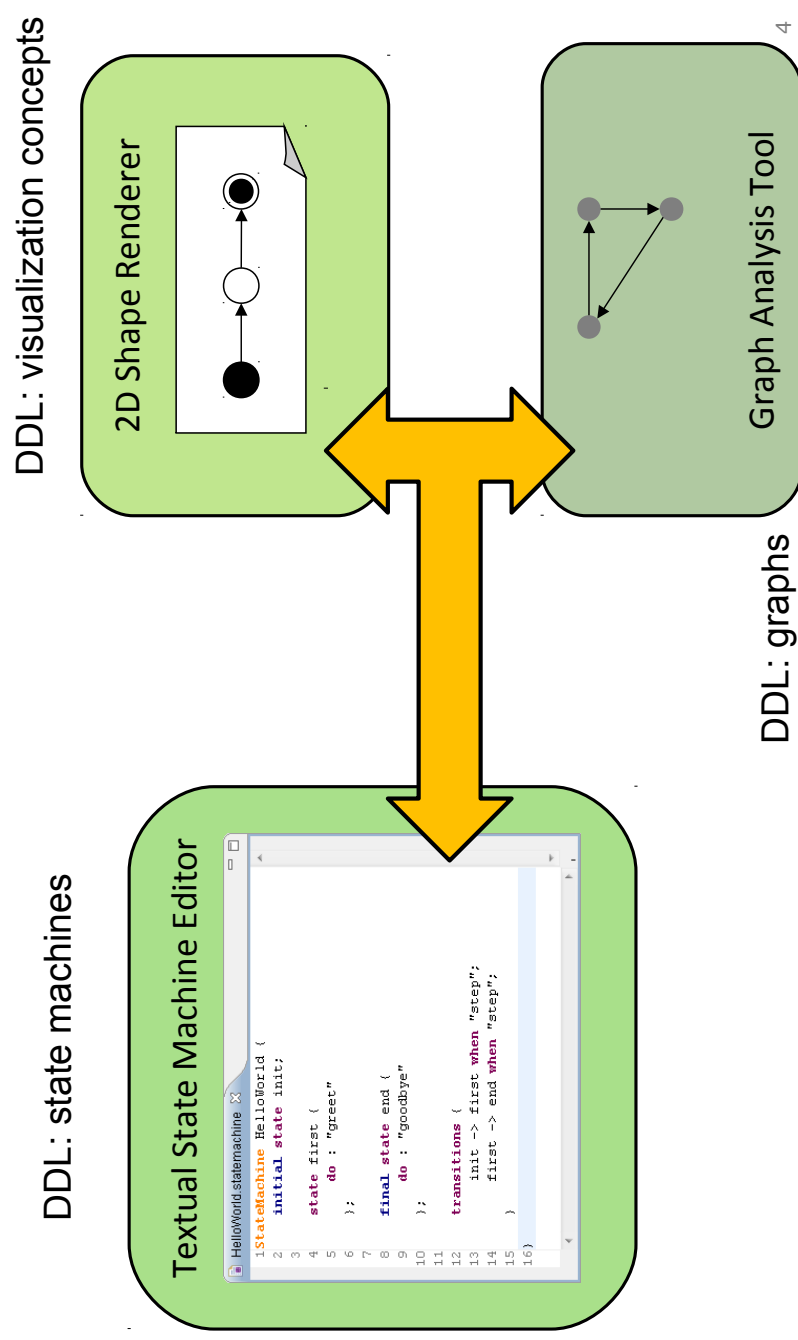 DDL: state machines
Textual State Machine Editor
HelloWorld.statemachine
1 StateMachine HelloWorld {
2 initial state init;
3
4 state first {
5 do : "greet"
6 };
7
8 final state end {
9 do : "goodbye"
10 };
11
12 transitions {
13 init -> first when "step";
14 first -> end when "step";
15 }
16 }
DDL: visualization concepts
2D Shape Renderer
DDL: graphs
Graph Analysis Tool
4